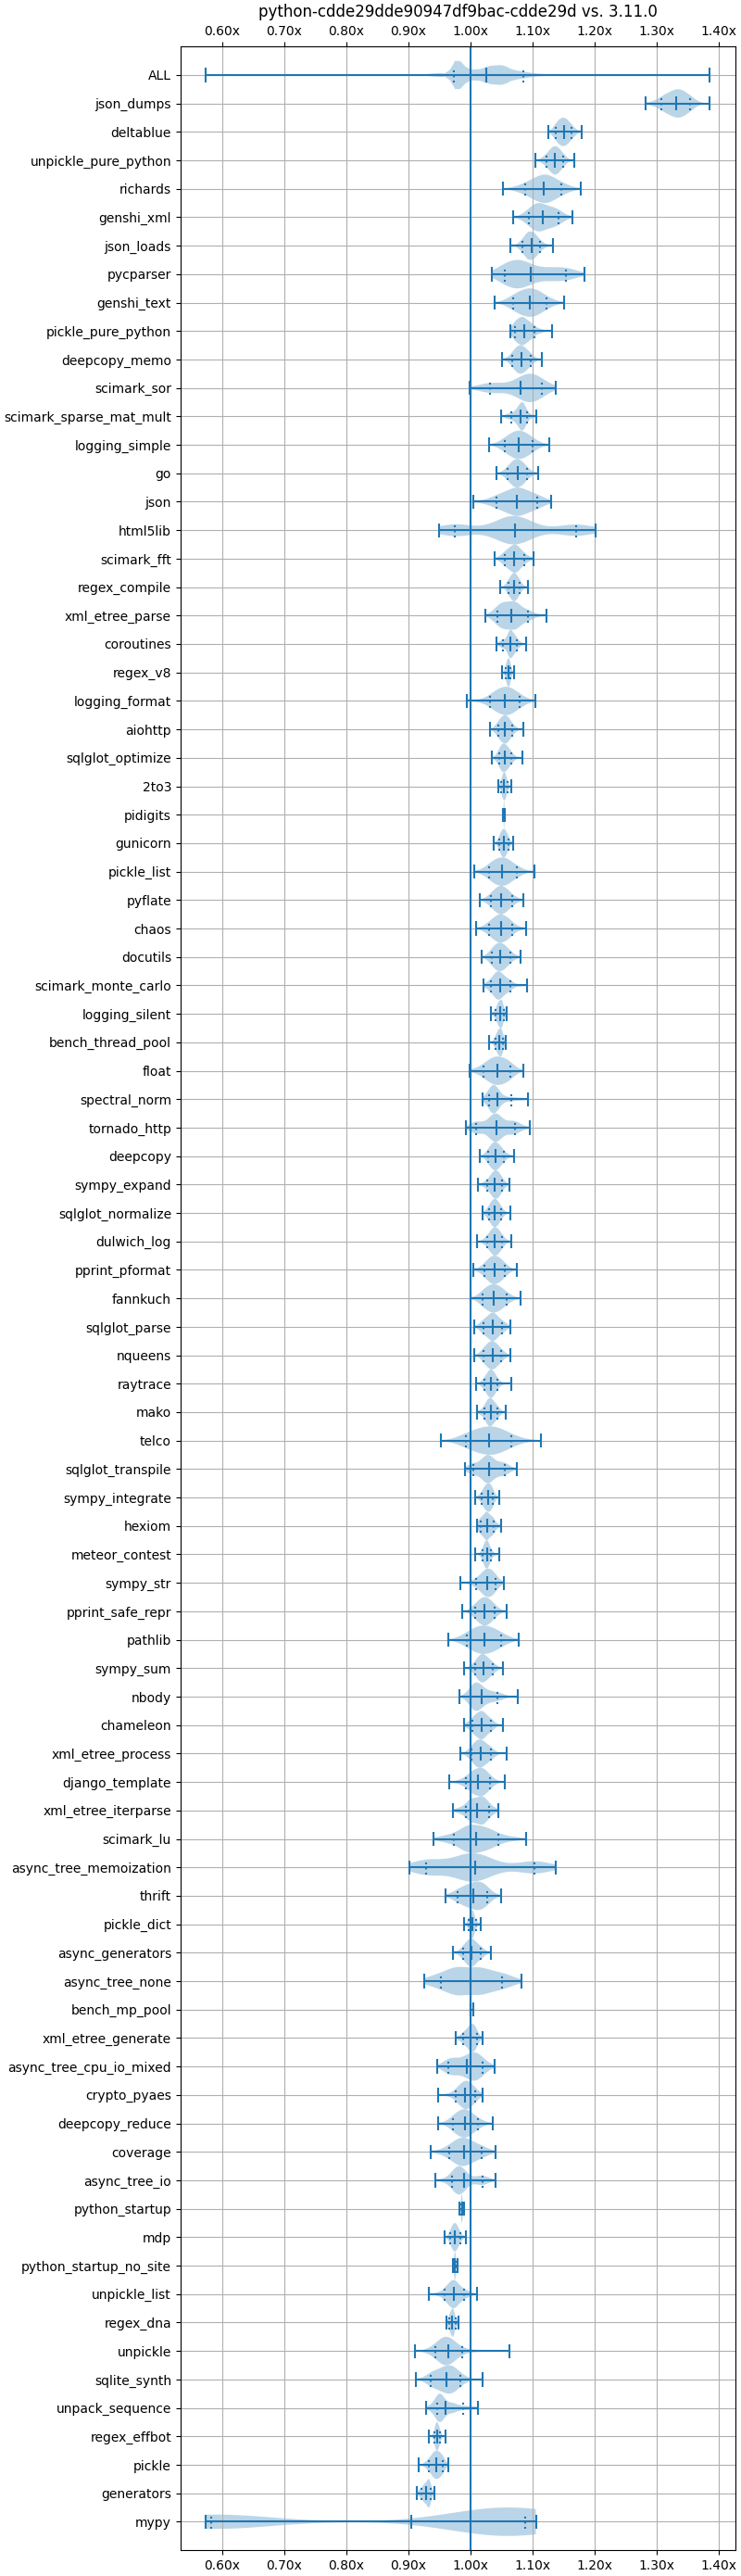 python-cdde29dde90947df9bac-cdde29d vs. 3.11.0
0.60x 0.70x 0.80x 0.90x 1.00x 1.10x 1.20x 1.30x 1.40x
ALL
json_dumps
deltablue
unpickle_pure_python
richards
genshi_xml
json_loads
pycparser
genshi_text
pickle_pure_python
deepcopy_memo
scimark_sor
scimark_sparse_mat_mult
logging_simple
go
json
html5lib
scimark_fft
regex_compile
xml_etree_parse
coroutines
regex_v8
logging_format
aiohttp
sqlglot_optimize
2to3
pidigits
gunicorn
pickle_list
pyflate
chaos
docutils
scimark_monte_carlo
logging_silent
bench_thread_pool
float
spectral_norm
tornado_http
deepcopy
sympy_expand
sqlglot_normalize
dulwich_log
pprint_pformat
fannkuch
sqlglot_parse
nqueens
raytrace
mako
telco
sqlglot_transpile
sympy_integrate
hexiom
meteor_contest
sympy_str
pprint_safe_repr
pathlib
sympy_sum
nbody
chameleon
xml_etree_process
django_template
xml_etree_iterparse
scimark_lu
async_tree_memoization
thrift
pickle_dict
async_generators
async_tree_none
bench_mp_pool
xml_etree_generate
async_tree_cpu_io_mixed
crypto_pyaes
deepcopy_reduce
coverage
async_tree_io
python_startup
mdp
python_startup_no_site
unpickle_list
regex_dna
unpickle
sqlite_synth
unpack_sequence
regex_effbot
pickle
generators
mypy
0.60x 0.70x 0.80x 0.90x 1.00x 1.10x 1.20x 1.30x 1.40x